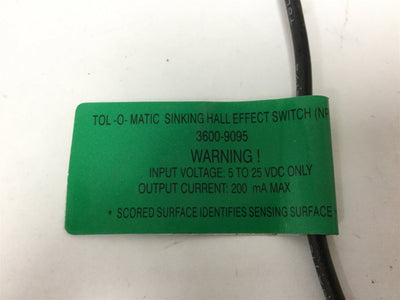 TOL-O-MATIC SINKING HALL EFFECT SWITCH (NP
3600-9095
WARNING !
INPUT VOLTAGE: 5 TO 25 VDC ONLY
OUTPUT CURRENT: 200 mA MAX
* SCORED SURFACE IDENTIFIES SENSING SURFACE